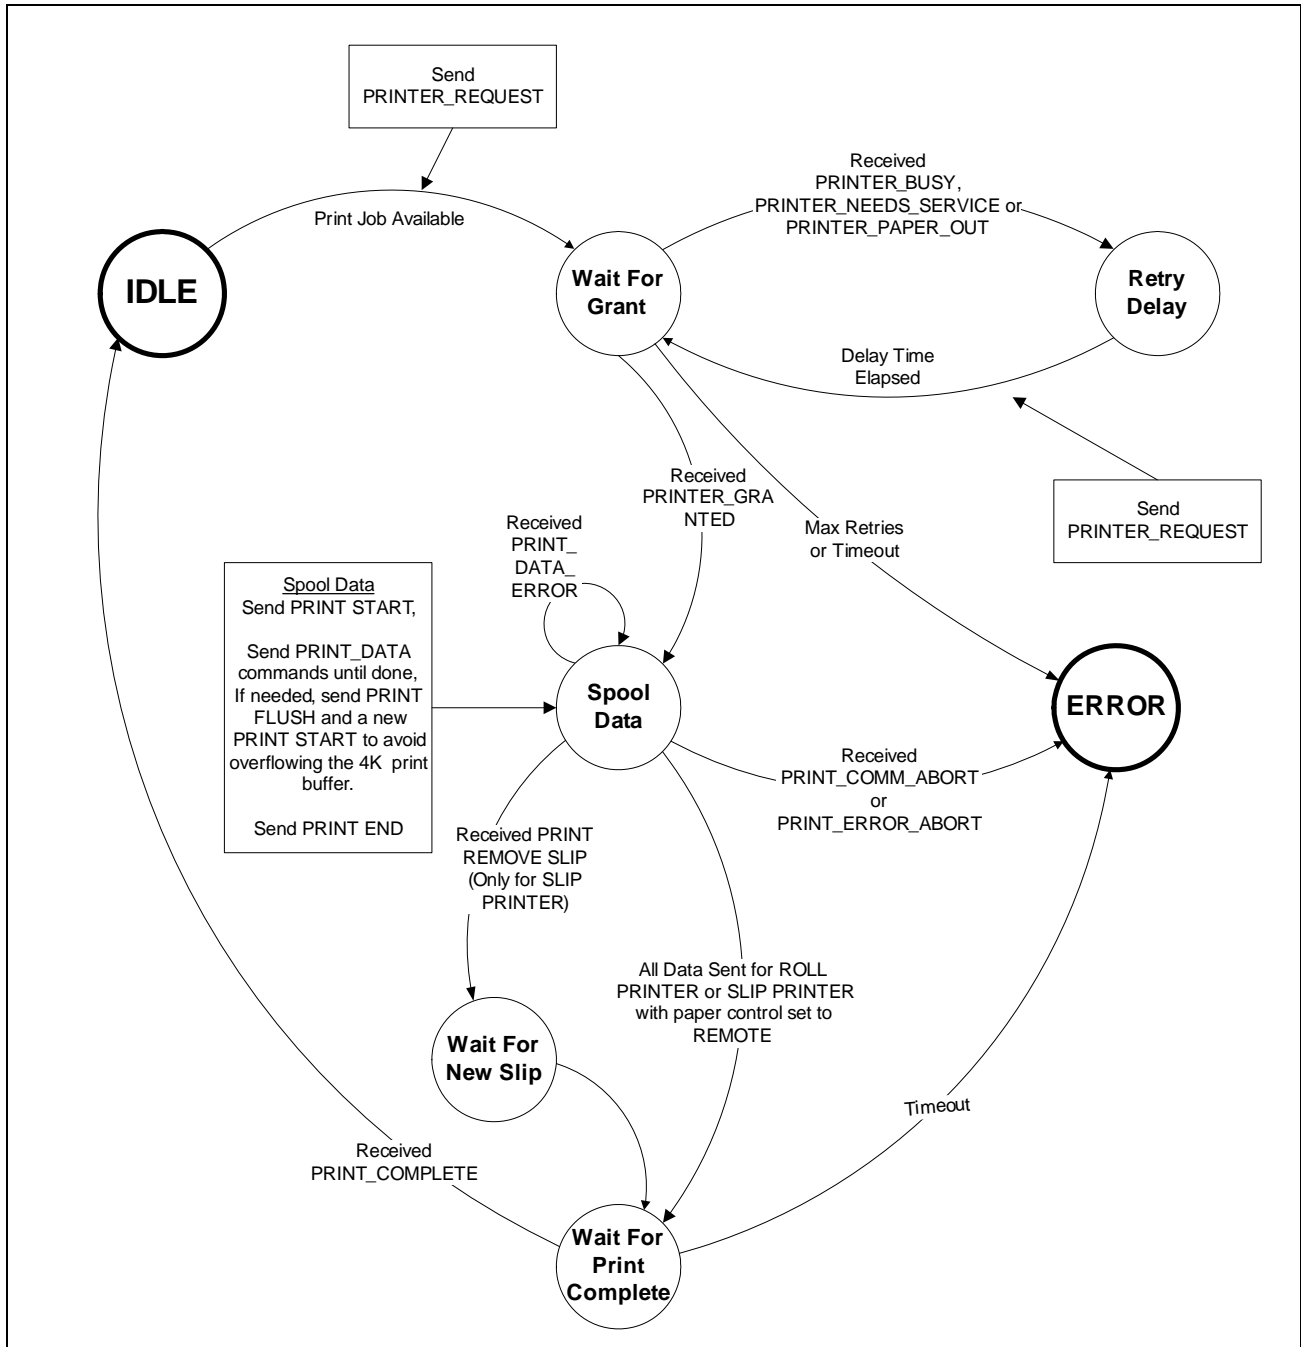 Send
PRINTER_REQUEST
Print Job Available
Received
PRINTER_BUSY,
PRINTER_NEEDS_SERVICE or
PRINTER_PAPER_OUT
IDLE
Wait For
Grant
Retry
Delay
Delay Time
Elapsed
Received
PRINTER_GRA
NTED
Send
PRINTER_REQUEST
Max Retries
or Timeout
Received
PRINT_
DATA_
ERROR
Spool Data
Send PRINT START,
Send PRINT_DATA
commands until done,
If needed, send PRINT
FLUSH and a new
PRINT START to avoid
overflowing the 4K print
buffer.
Send PRINT END
Spool
Data
ERROR
Received
PRINT_COMM_ABORT
or
PRINT_ERROR_ABORT
Received PRINT
REMOVE SLIP
(Only for SLIP
PRINTER)
All Data Sent for ROLL
PRINTER or SLIP PRINTER
with paper control set to
REMOTE
Wait For
New Slip
Timeout
Received
PRINT_COMPLETE
Wait For
Print
Complete